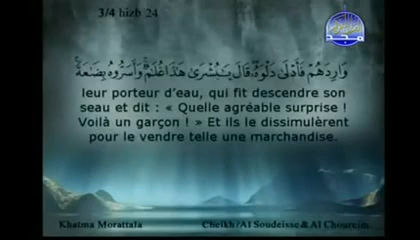 3/4 hizb 24
وَارِدَهُمْ فَأَدْلَىٰ دَلْوَهُۥ قَالَ يَـٰبُشْرَىٰ هَـٰذَا غُلَـٰمٌ وَأَسَرُّوهُ بِضَـٰعَةً
leur porteur d’eau, qui fit descendre son
seau et dit : « Quelle agréable surprise !
Voilà un garçon ! » Et ils le dissimulèrent
pour le vendre telle une marchandise.
Khatma Morattala
Cheikh/Al Soudeisse & Al Choureim